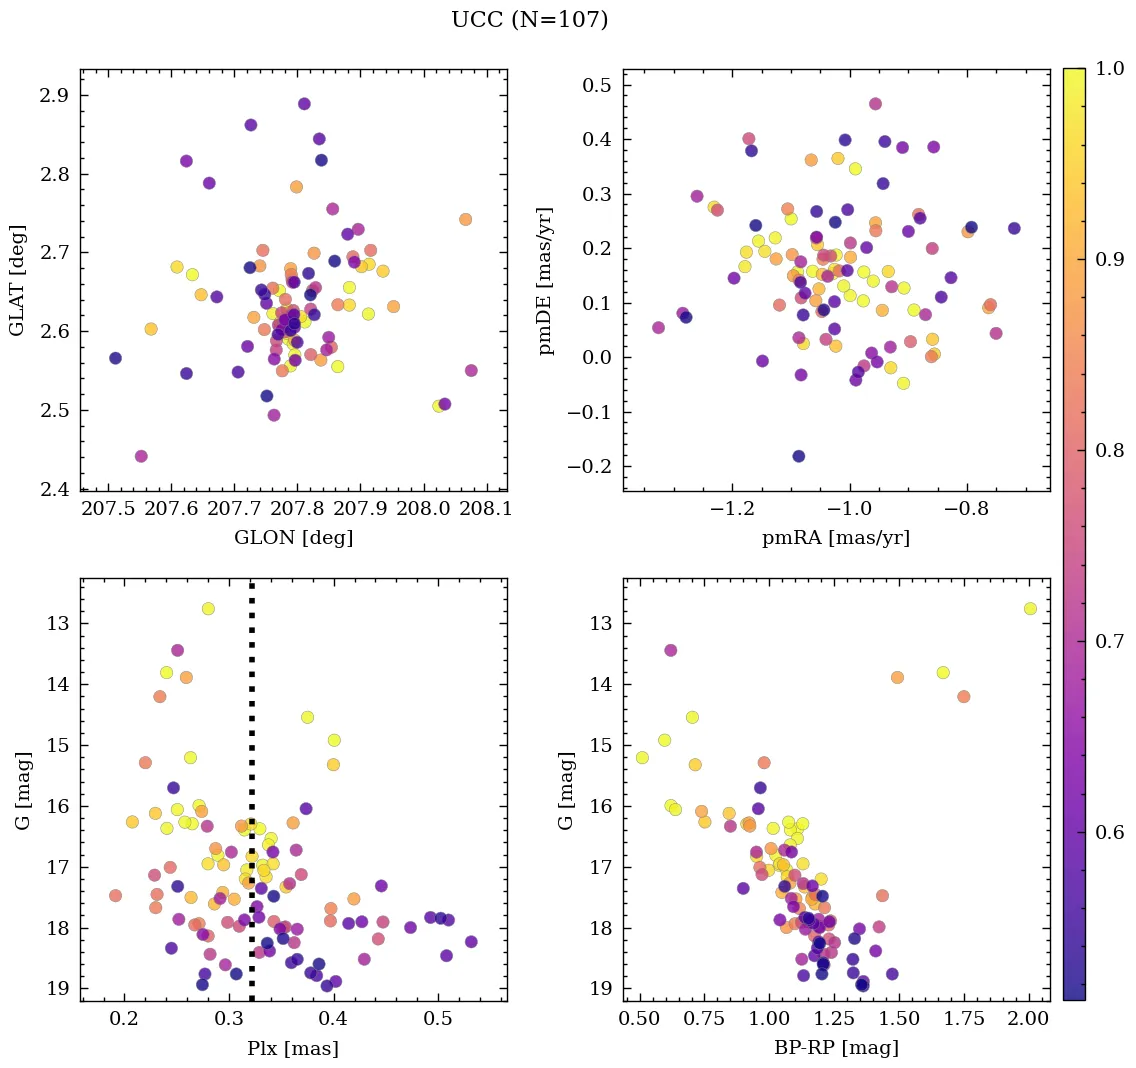 UCC (N=107)
2.9
2.8
2.7
2.6
2.5
2.4
GLAT [deg]
207.5 207.6 207.7 207.8 207.9 208.0 208.1
GLON [deg]
0.5
0.4
0.3
0.2
0.1
0.0
−0.1
−0.2
pmDE [mas/yr]
−1.2 −1.0 −0.8
pmRA [mas/yr]
1.0
0.9
0.8
0.7
0.6
13
14
15
16
17
18
19
G [mag]
0.2 0.3 0.4 0.5
Plx [mas]
13
14
15
16
17
18
19
G [mag]
0.50 0.75 1.00 1.25 1.50 1.75 2.00
BP-RP [mag]